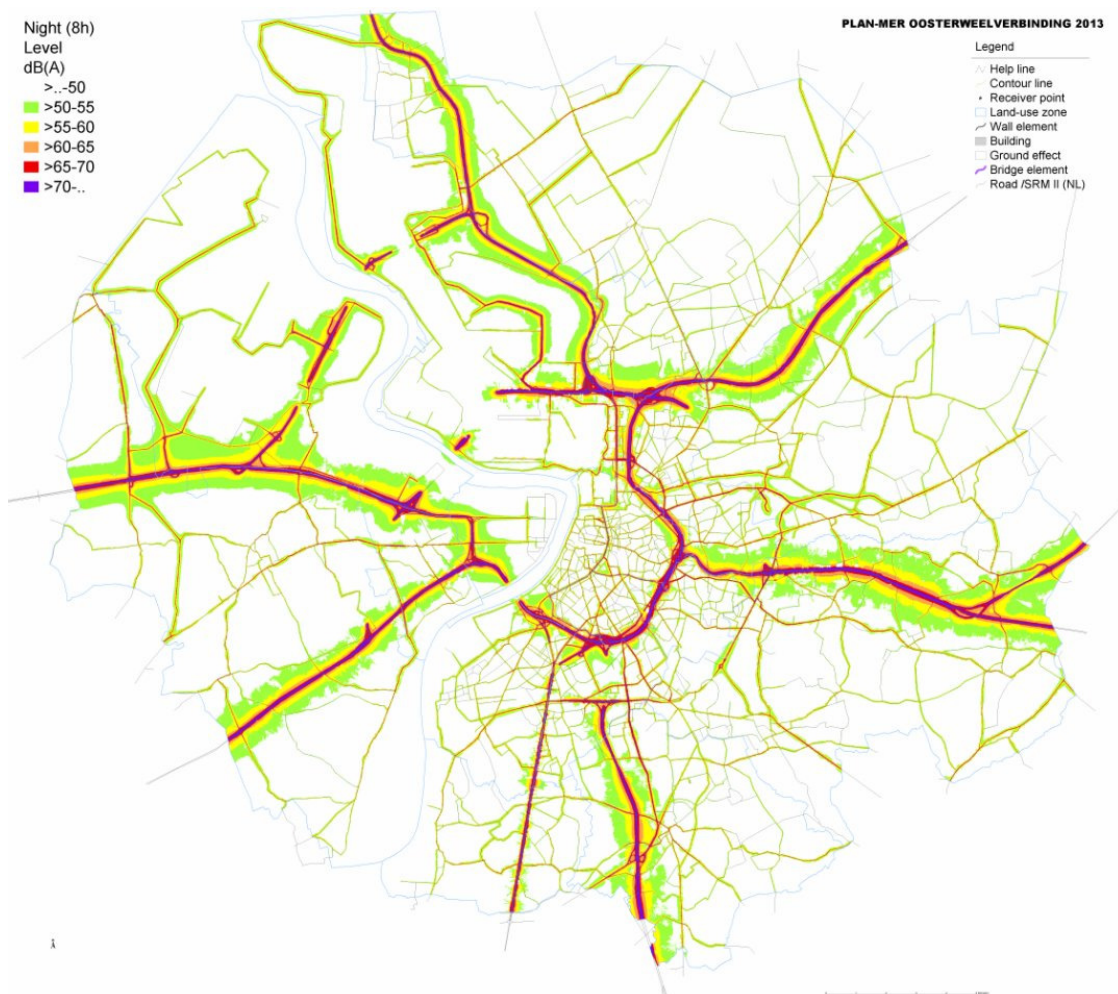 Night (8h)
Level
dB(A)
>..-50
>50-55
>55-60
>60-65
>65-70
>70-..
PLAN-MER OOSTERWEELVERBINDING 2013
Legend
Help line
Contour line
Receiver point
Land-use zone
Wall element
Building
Ground effect
Bridge element
Road /SRM II (NL)